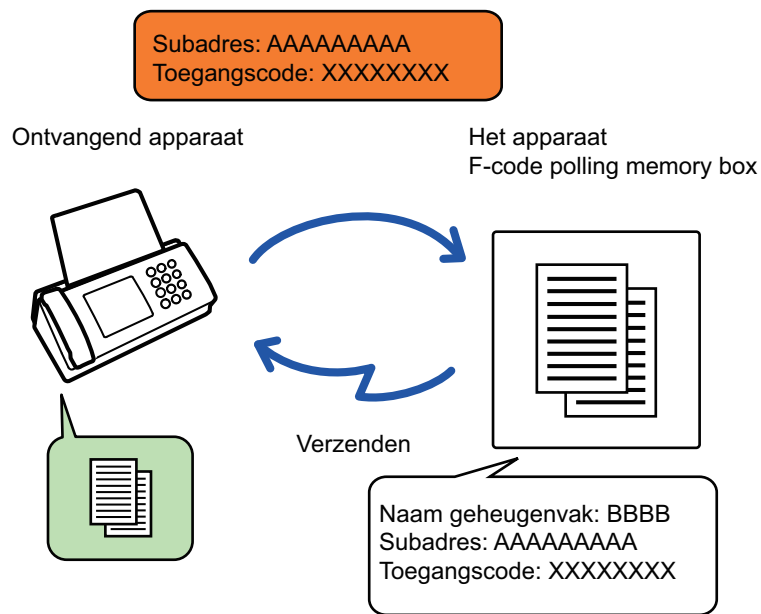 Subadres: AAAAAAAAA
Toegangscode: XXXXXXXX
Ontvangend apparaat
Het apparaat
F-code polling memory box
Verzenden
Naam geheugenvak: BBBB
Subadres: AAAAAAAAA
Toegangscode: XXXXXXXX